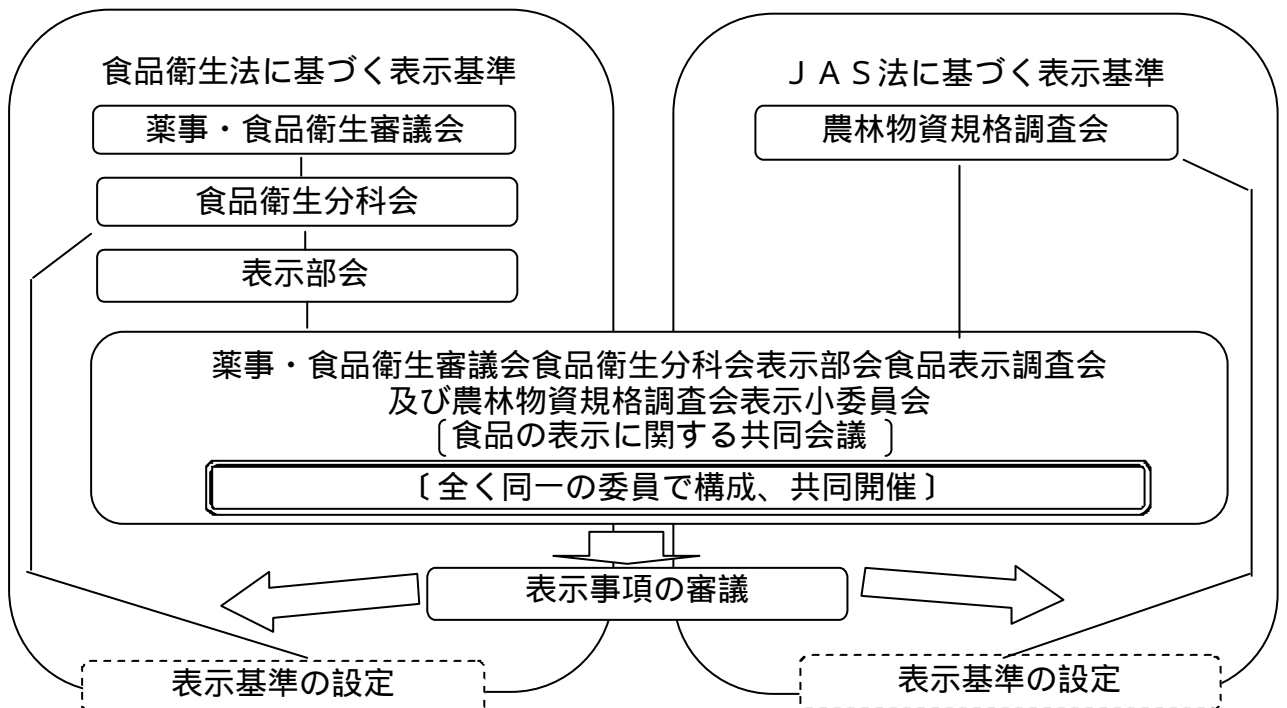 食品衛生法に基づく表示基準
薬事・食品衛生審議会
食品衛生分科会
表示部会
ＪＡＳ法に基づく表示基準
農林物資規格調査会
薬事・食品衛生審議会食品衛生分科会表示部会食品表示調査会
及び農林物資規格調査会表示小委員会
〔食品の表示に関する共同会議〕
〔全く同一の委員で構成、共同開催〕
表示事項の審議
表示基準の設定
表示基準の設定